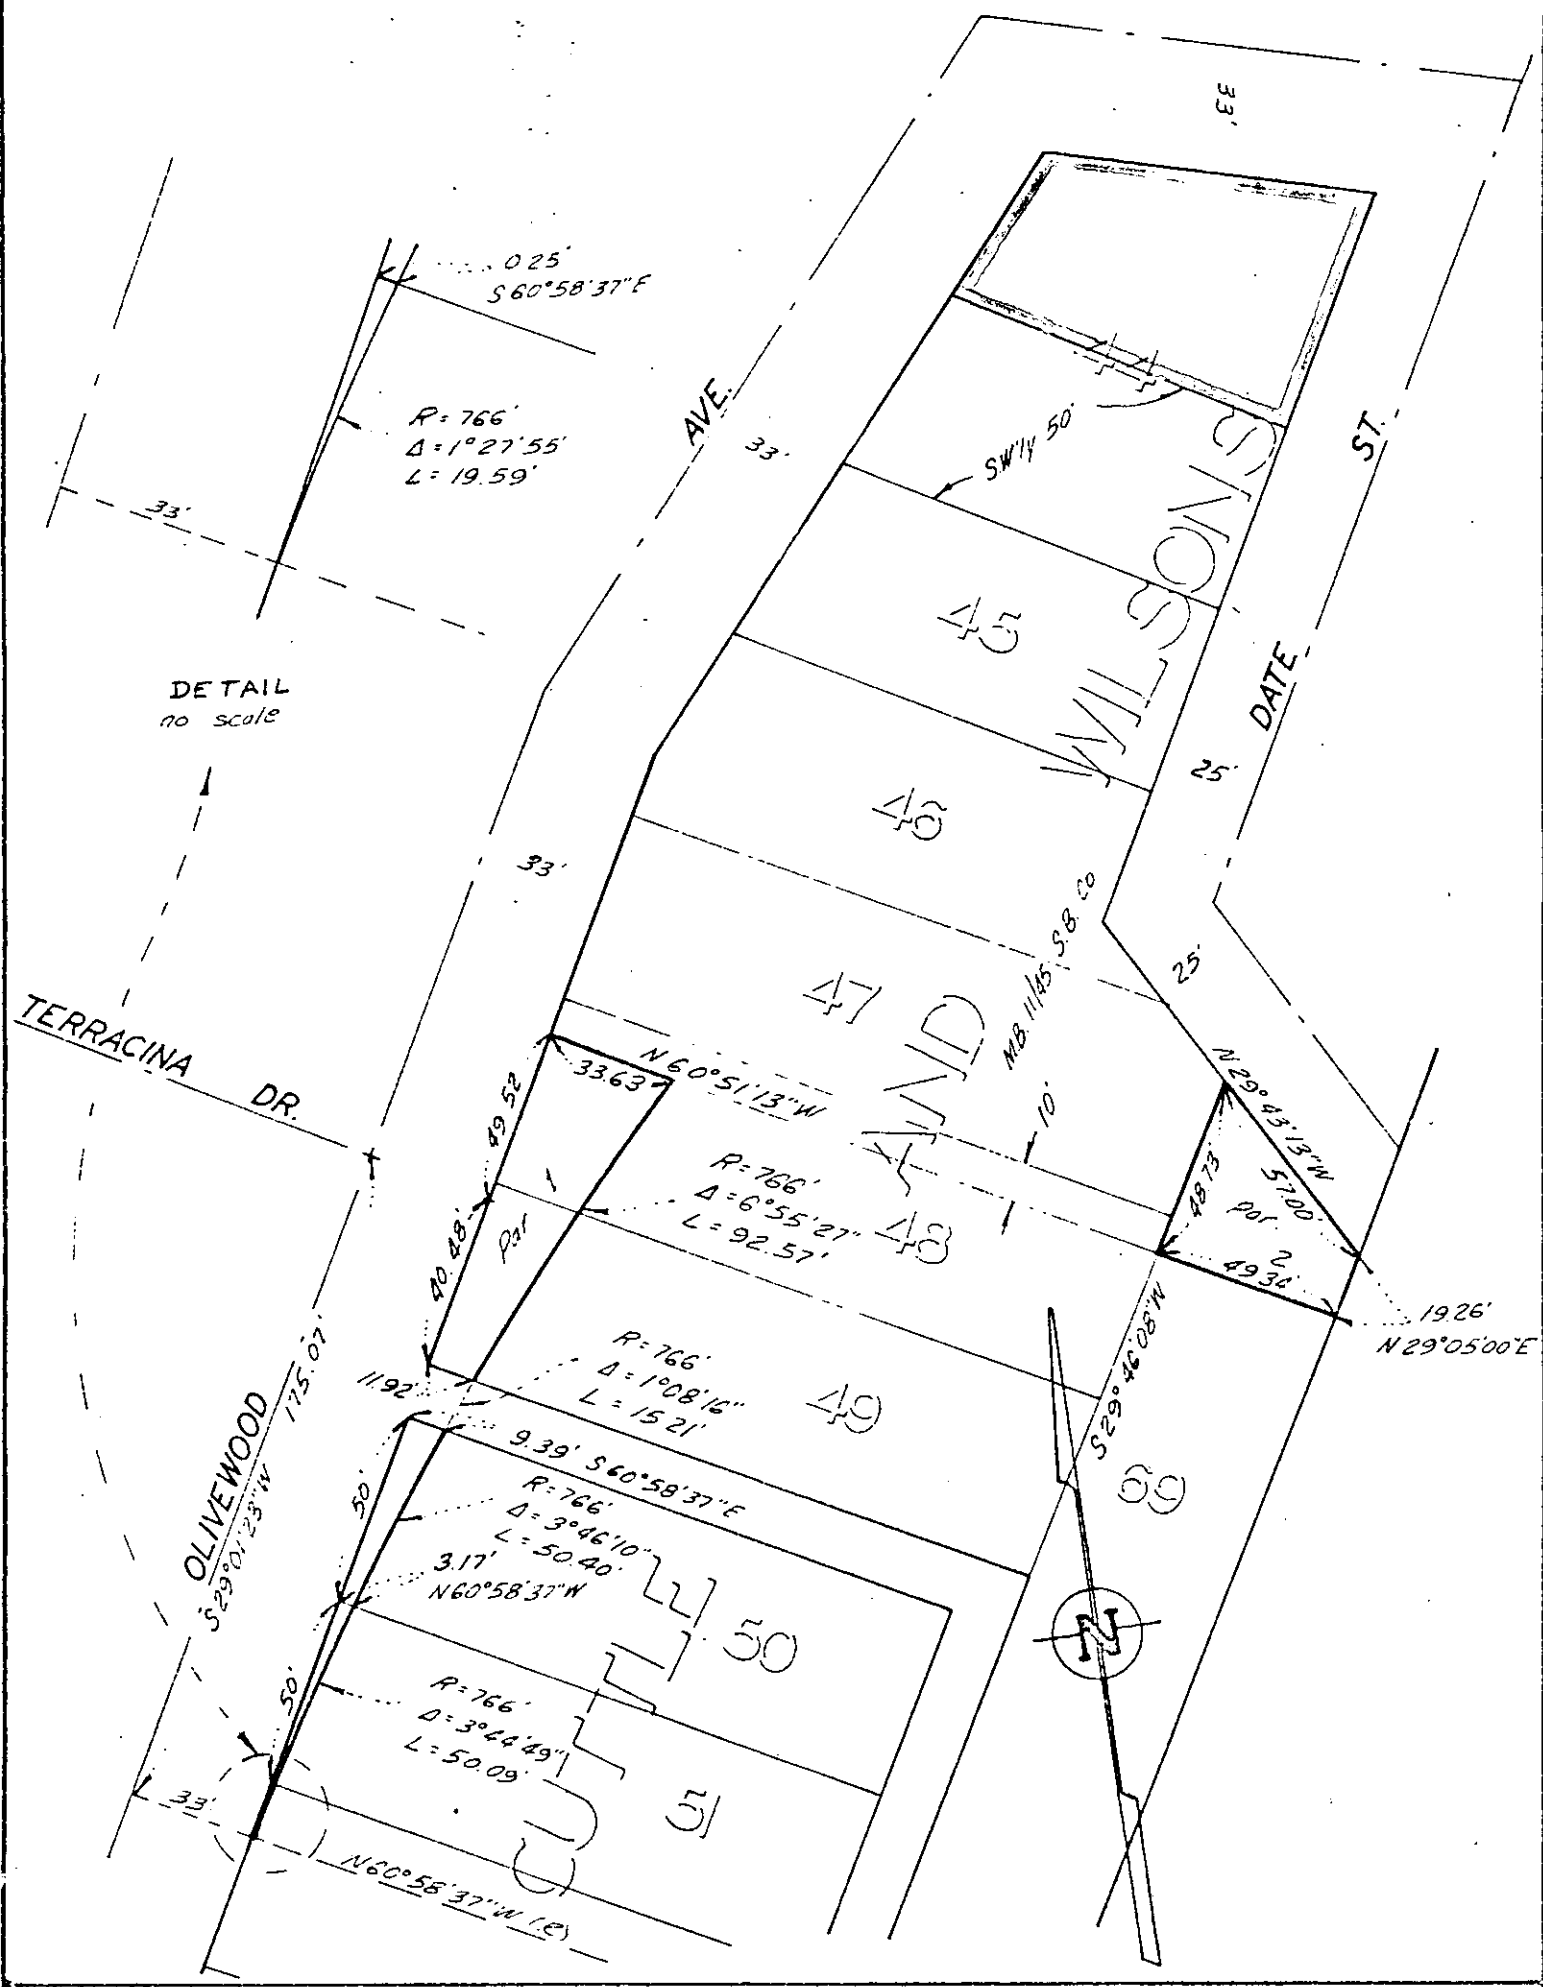 33'
0.25'
S60°58'37"E
R=766'
Δ=1°27'55"
L=19.59'
33'
DETAIL
no scale
AVE.
33'
44
SW'ly 50'
ST.
45
WILSONS
DATE
25'
46
33'
M.B. 11/45 S.B. CO
25'
47
AND
TERRACINA DR.
N60°51'13"W
33.63'
49.52
10'
N29°43'13"W
57.00'
48.73
Par. 2
49.34
Par 1
40.48'
R=766'
Δ=6°55'27"
L=92.57'
48
19.26'
N29°05'00"E
S29°46'08"W
OLIVEWOOD
175.07'
S29°01'23"W
11.92'
R=766'
Δ=1°08'16"
L=15.21'
49
9.39' S60°58'37"E
50'
R=766'
Δ=3°46'10"
L=50.40'
3.17'
N60°58'37"W
69
50
N
CUTTLE
50'
R=766'
Δ=3°44'49"
L=50.09'
51
33'
N60°58'37"W (R)